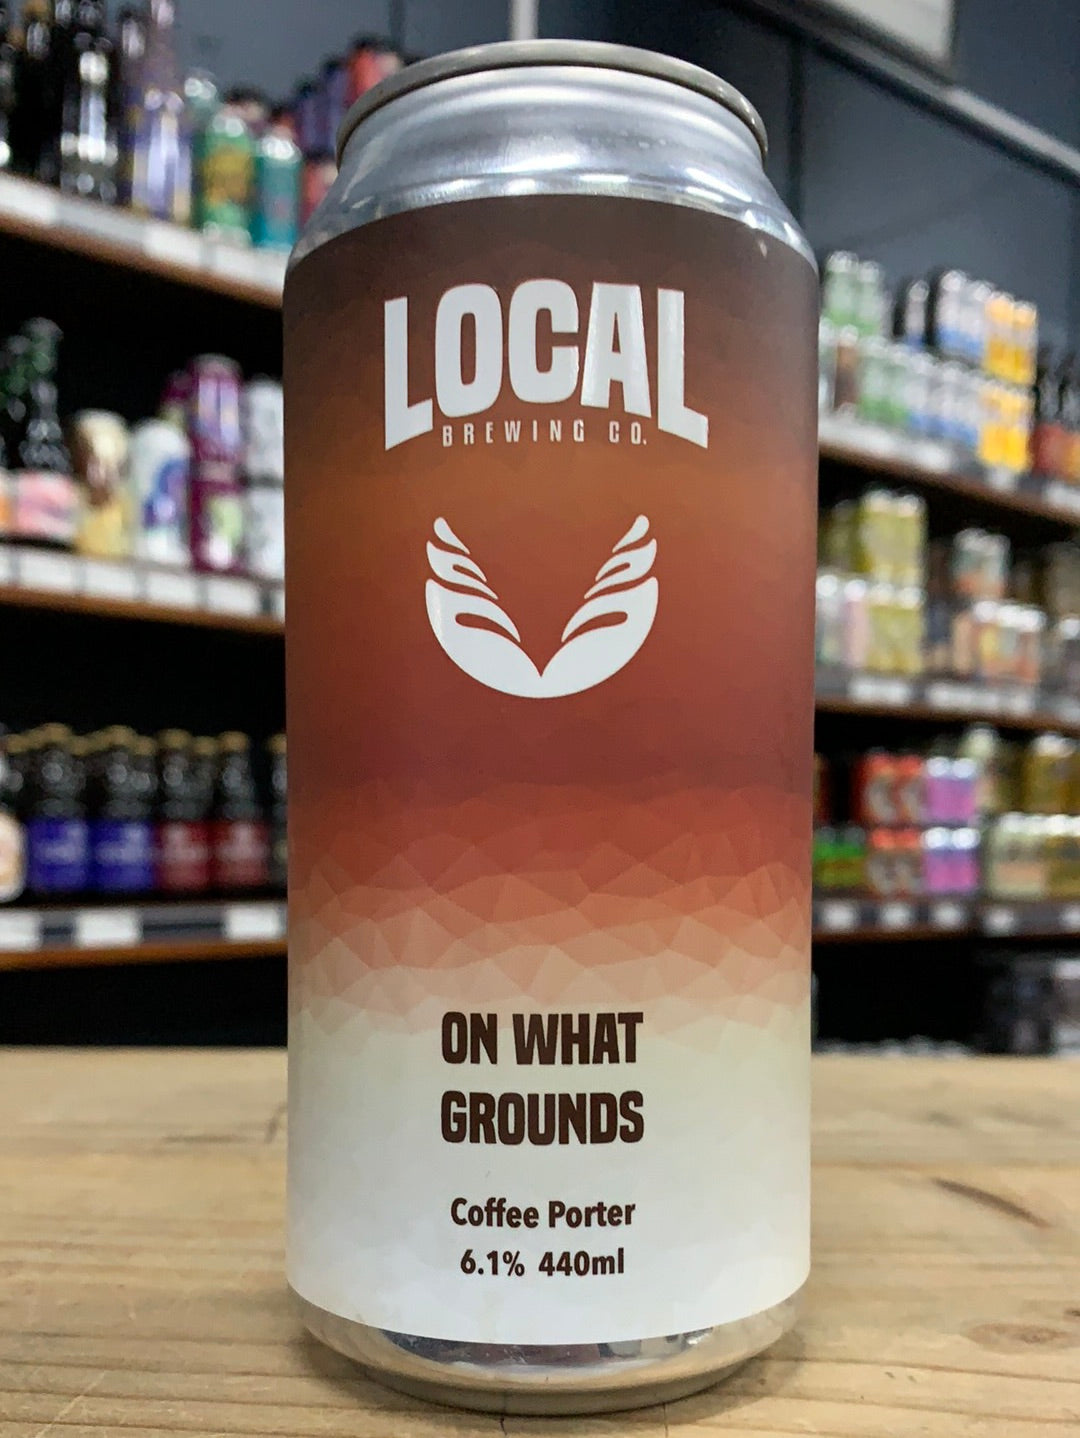 LOCAL
BREWING CO.
ON WHAT
GROUNDS
Coffee Porter
6.1% 440ml